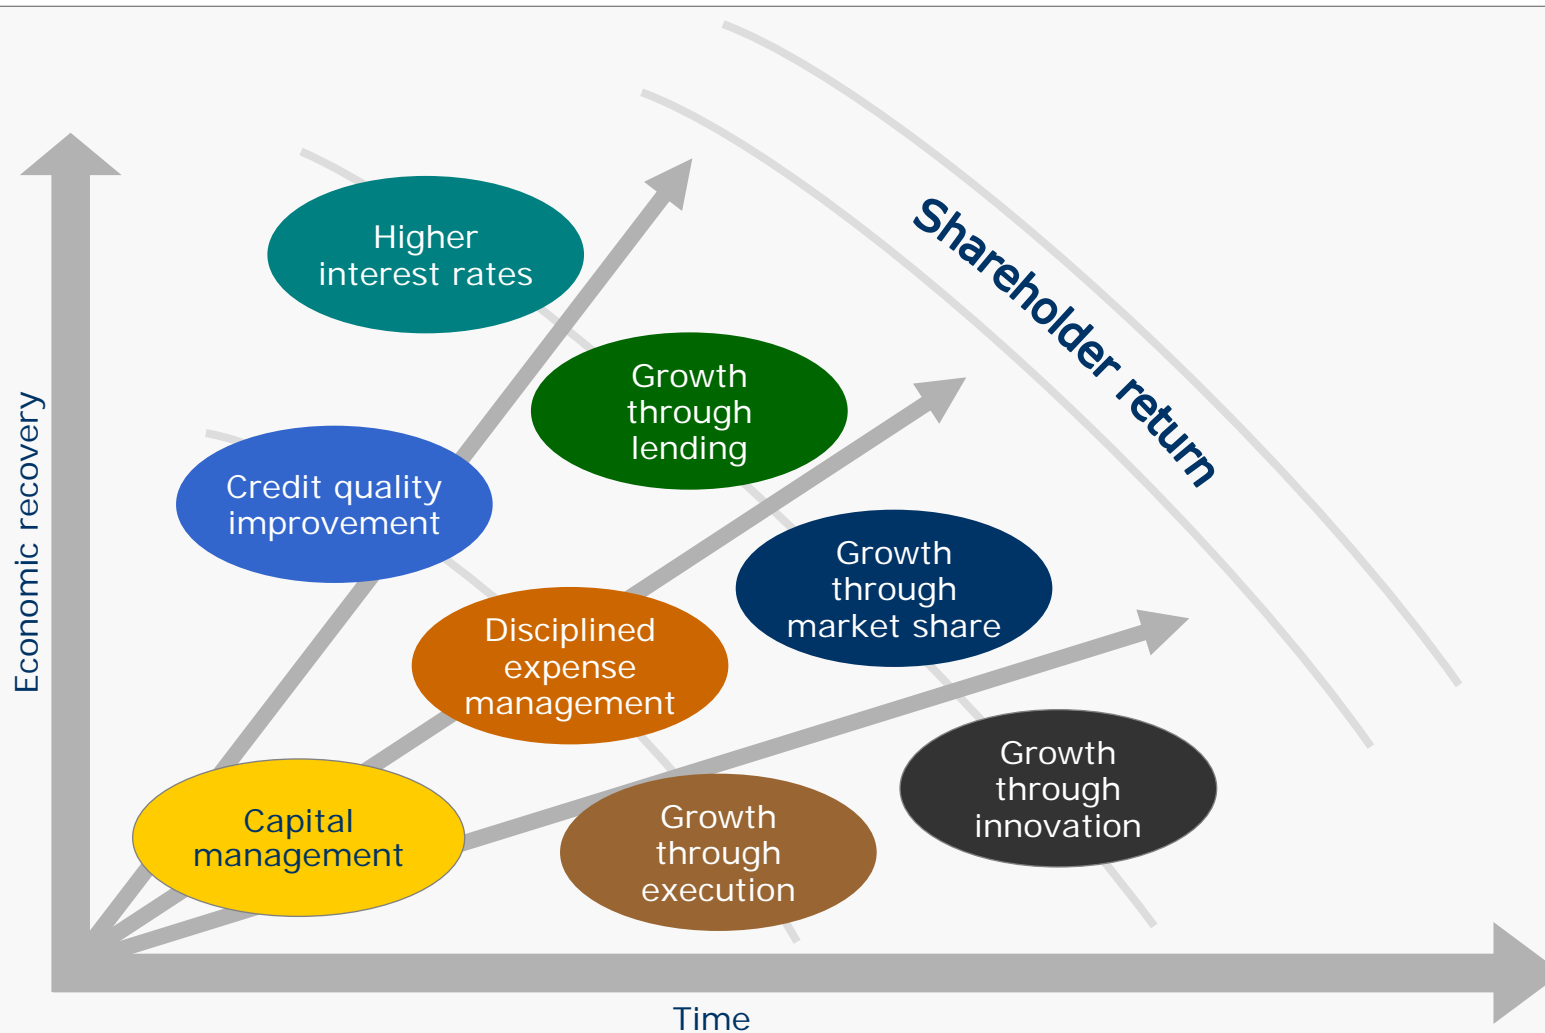 Shareholder return
Higher
interest rates
Growth
through
lending
Economic recovery
Credit quality
improvement
Growth
through
market share
Disciplined
expense
management
Growth
through
innovation
Capital
management
Growth
through
execution
Time